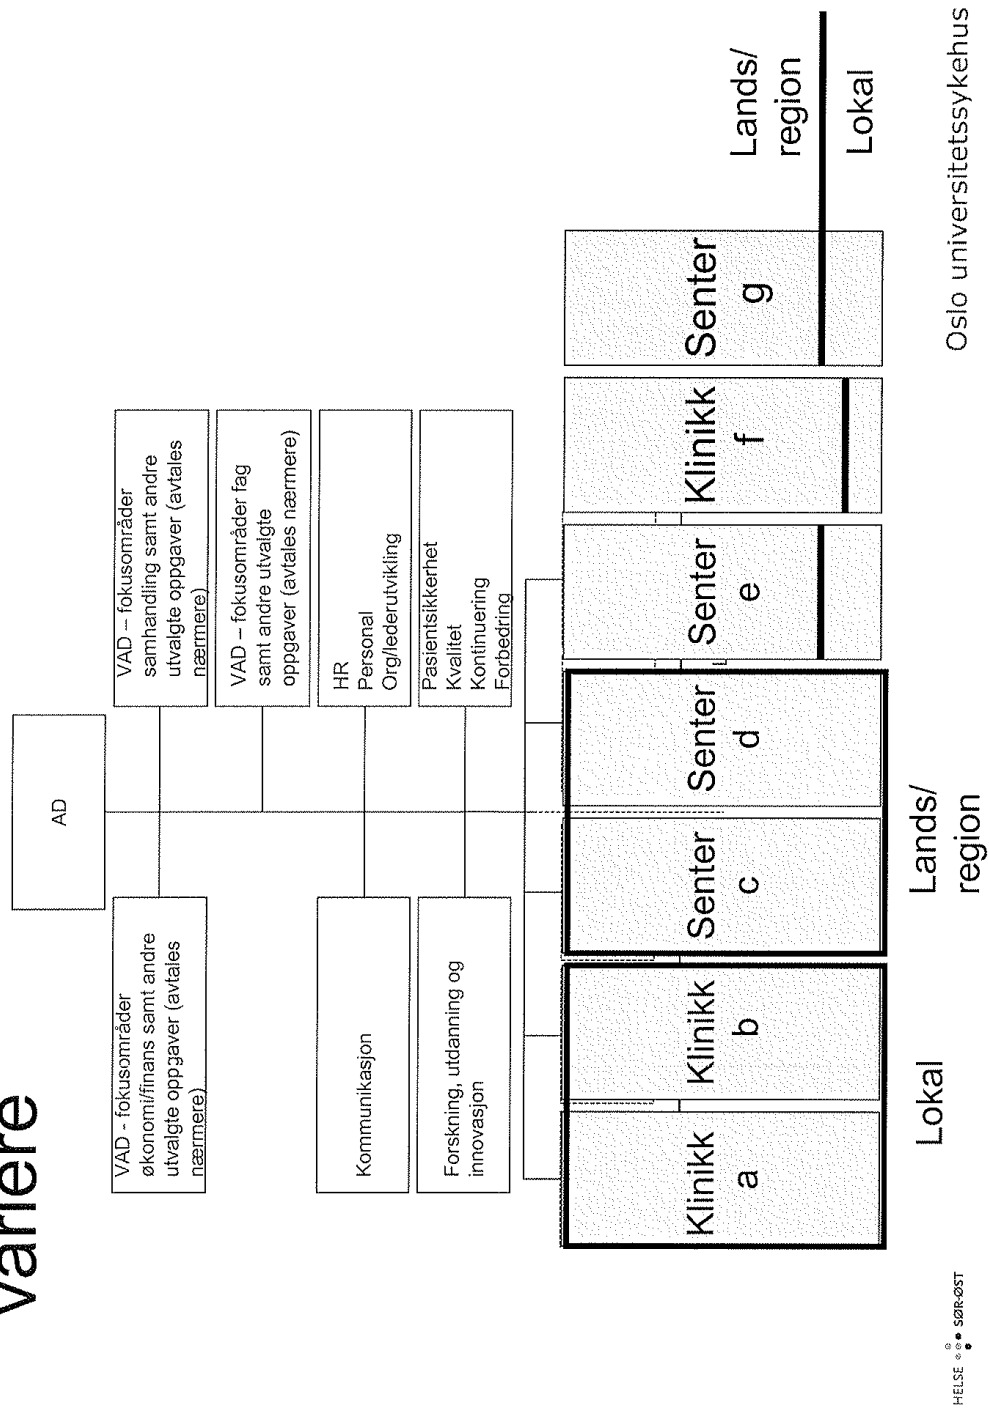 Variere
AD
VAD - fokusområder
økonomi/finans samt andre
utvalgte oppgaver (avtales
nærmere)
VAD – fokusområder
samhandling samt andre
utvalgte oppgaver (avtales
nærmere)
VAD – fokusområder fag
samt andre utvalgte
oppgaver (avtales nærmere)
Kommunikasjon
HR
Personal
Org/lederutvikling
Forskning, utdanning og
innovasjon
Pasientsikkerhet
Kvalitet
Kontinuering
Forbedring
Klinikk
a
Klinikk
b
Senter
c
Senter
d
Senter
e
Klinikk
f
Senter
g
Lands/
region
Lokal
Lokal
Lands/
region
HELSE SØR-ØST
Oslo universitetssykehus